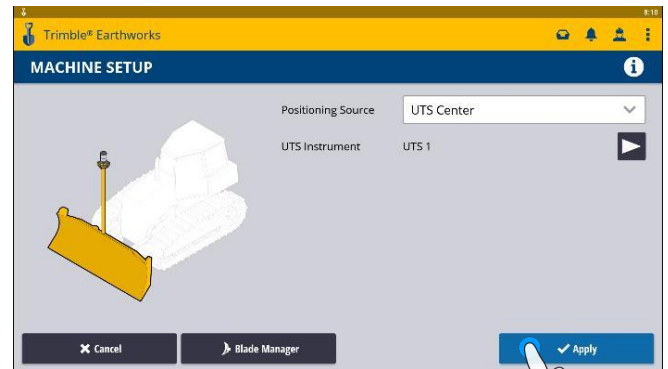 8:10
Trimble® Earthworks
MACHINE SETUP
Positioning Source UTS Center
UTS Instrument UTS 1
Cancel Blade Manager Apply